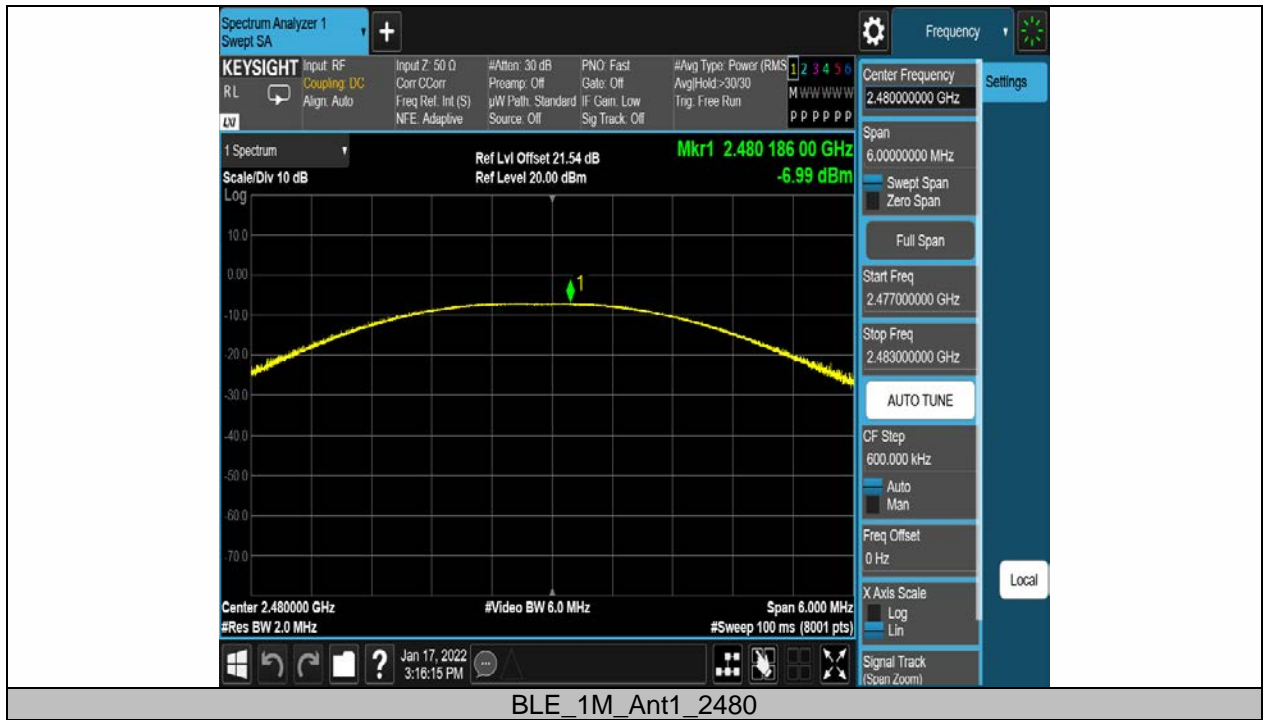 Spectrum Analyzer 1
Swept SA
+
Frequency
KEYSIGHT
RL
LXI
Input: RF
Coupling: DC
Align: Auto
Input Z: 50 Ω
Corr CCorr
Freq Ref: Int (S)
NFE: Adaptive
#Atten: 30 dB
Preamp: Off
µW Path: Standard
Source: Off
PNO: Fast
Gate: Off
IF Gain: Low
Sig Track: Off
#Avg Type: Power (RMS
Avg|Hold:>30/30
Trig: Free Run
1 2 3 4 5 6
M W W W W W
P P P P P P
1 Spectrum
Scale/Div 10 dB
Log
Ref Lvl Offset 21.54 dB
Ref Level 20.00 dBm
Mkr1 2.480 186 00 GHz
-6.99 dBm
10.0
0.00
-10.0
-20.0
-30.0
-40.0
-50.0
-60.0
-70.0
1
Center 2.480000 GHz
#Res BW 2.0 MHz
#Video BW 6.0 MHz
Span 6.000 MHz
#Sweep 100 ms (8001 pts)
Center Frequency
2.480000000 GHz
Settings
Span
6.00000000 MHz
Swept Span
Zero Span
Full Span
Start Freq
2.477000000 GHz
Stop Freq
2.483000000 GHz
AUTO TUNE
CF Step
600.000 kHz
Auto
Man
Freq Offset
0 Hz
X Axis Scale
Log
Lin
Signal Track
(Span Zoom)
Local
?
Jan 17, 2022
3:16:15 PM
BLE_1M_Ant1_2480